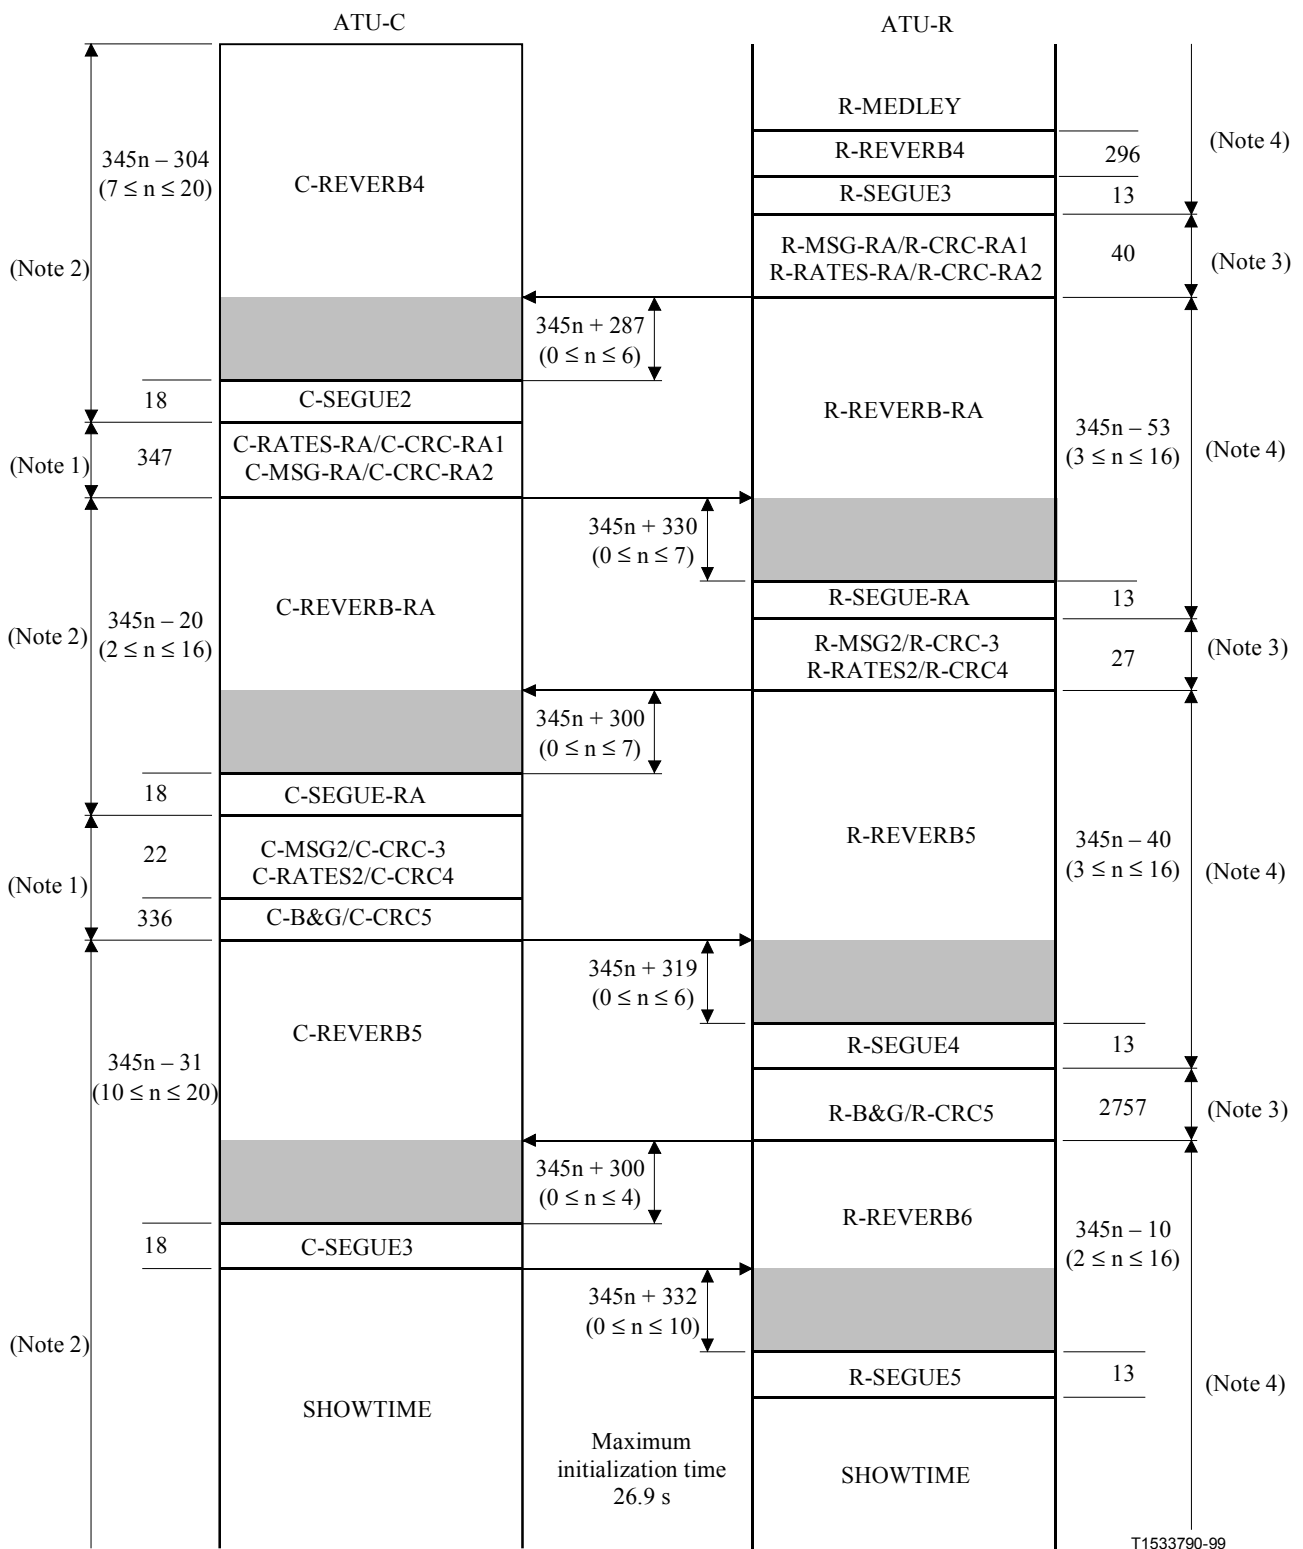 ATU-C
ATU-R
R-MEDLEY
R-REVERB4
296
(Note 4)
345n – 304
(7 ≤ n ≤ 20)
C-REVERB4
R-SEGUE3
13
(Note 2)
R-MSG-RA/R-CRC-RA1
R-RATES-RA/R-CRC-RA2
40
(Note 3)
345n + 287
(0 ≤ n ≤ 6)
18
C-SEGUE2
R-REVERB-RA
345n – 53
(3 ≤ n ≤ 16)
(Note 4)
(Note 1)
347
C-RATES-RA/C-CRC-RA1
C-MSG-RA/C-CRC-RA2
345n + 330
(0 ≤ n ≤ 7)
C-REVERB-RA
R-SEGUE-RA
13
(Note 2)
345n – 20
(2 ≤ n ≤ 16)
R-MSG2/R-CRC-3
R-RATES2/R-CRC4
27
(Note 3)
345n + 300
(0 ≤ n ≤ 7)
18
C-SEGUE-RA
R-REVERB5
345n – 40
(3 ≤ n ≤ 16)
(Note 4)
(Note 1)
22
C-MSG2/C-CRC-3
C-RATES2/C-CRC4
336
C-B&G/C-CRC5
345n + 319
(0 ≤ n ≤ 6)
C-REVERB5
R-SEGUE4
13
345n – 31
(10 ≤ n ≤ 20)
R-B&G/R-CRC5
2757
(Note 3)
345n + 300
(0 ≤ n ≤ 4)
R-REVERB6
345n – 10
(2 ≤ n ≤ 16)
18
C-SEGUE3
345n + 332
(0 ≤ n ≤ 10)
(Note 2)
R-SEGUE5
13
(Note 4)
SHOWTIME
Maximum
initialization time
26.9 s
SHOWTIME
T1533790-99